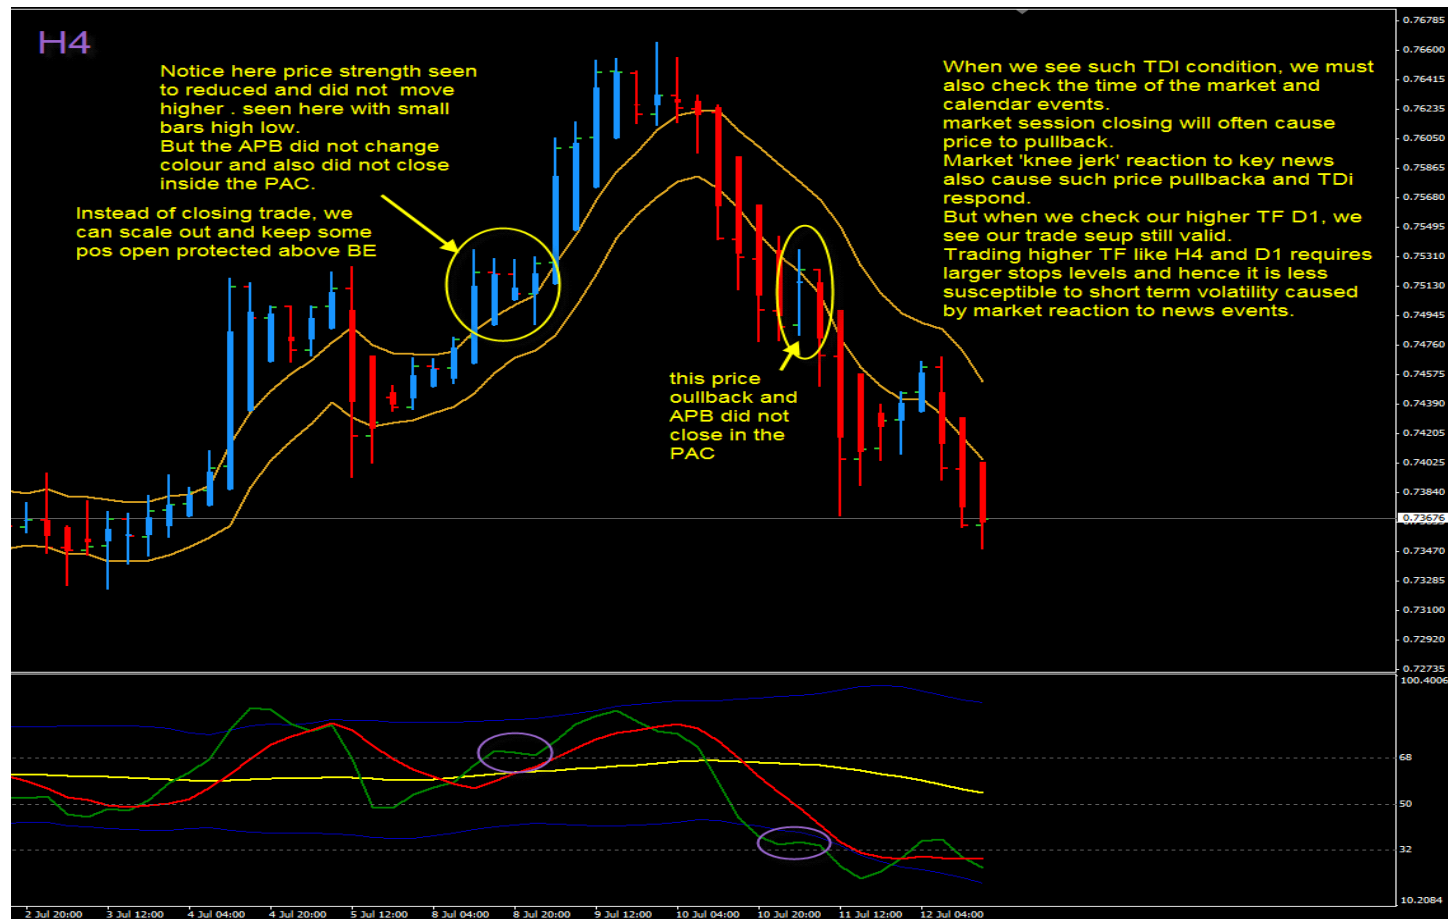 H4
Notice here price strength seen
to reduced and did not move
higher . seen here with small
bars high low.
But the APB did not change
colour and also did not close
inside the PAC.
Instead of closing trade, we
can scale out and keep some
pos open protected above BE
When we see such TDI condition, we must
also check the time of the market and
calendar events.
market session closing will often cause
price to pullback.
Market 'knee jerk' reaction to key news
also cause such price pullbacka and TDi
respond.
But when we check our higher TF D1, we
see our trade seup still valid.
Trading higher TF like H4 and D1 requires
larger stops levels and hence it is less
susceptible to short term volatility caused
by market reaction to news events.
this price
oullback and
APB did not
close in the
PAC
0.76785
0.76600
0.76415
0.76235
0.76050
0.75865
0.75680
0.75495
0.75310
0.75130
0.74945
0.74760
0.74575
0.74390
0.74205
0.74025
0.73840
0.73676
0.73470
0.73285
0.73100
0.72920
0.72735
100.4006
68
50
32
10.2084
2 Jul 20:00
3 Jul 12:00
4 Jul 04:00
4 Jul 20:00
5 Jul 12:00
8 Jul 04:00
8 Jul 20:00
9 Jul 12:00
10 Jul 04:00
10 Jul 20:00
11 Jul 12:00
12 Jul 04:00